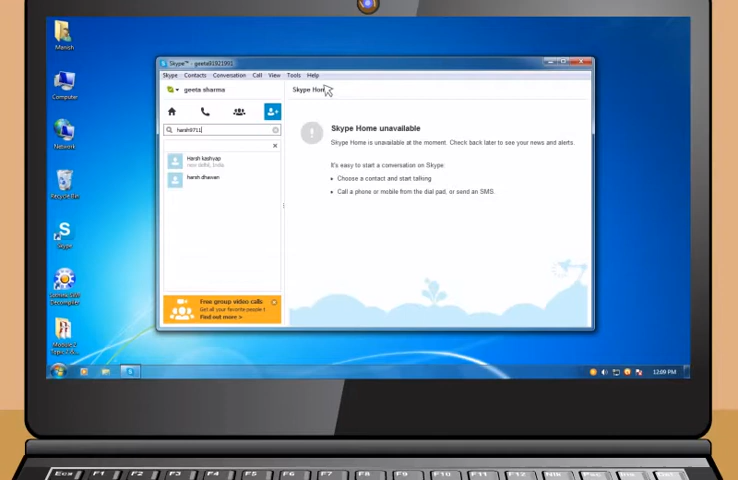 Manish
Computer
Network
Recycle Bin
Skype
Skype™ - geeta91921991
Skype Contacts Conversation Call View Tools Help
geeta sharma
harsh9711
Harsh kashyap
new delhi, India
harsh dhawan
Free group video calls
Get all your favorite people t
Find out more >
Skype Hom
Skype Home unavailable
Skype Home is unavailable at the moment. Check back later to see your news and alerts.
It's easy to start a conversation on Skype:
Choose a contact and start talking
Call a phone or mobile from the dial pad, or send an SMS.
12:09 PM
Esc F1 F2 F3 F4 F5 F6 F7 F8 F9 F10 F11 F12